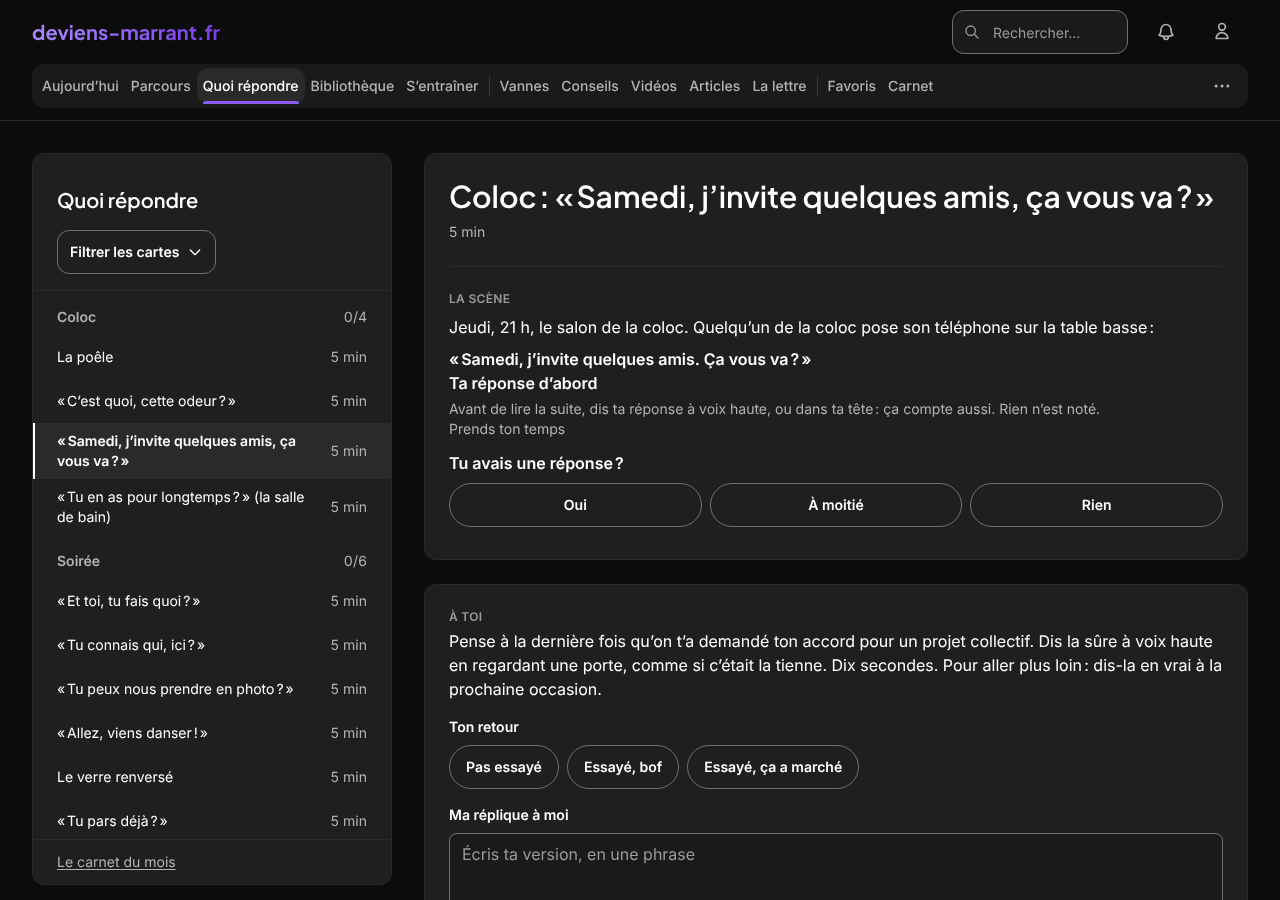 deviens-marrant.fr
Rechercher…
Aujourd’hui Parcours Quoi répondre Bibliothèque S’entraîner Vannes Conseils Vidéos Articles La lettre Favoris Carnet
Quoi répondre
Filtrer les cartes
Coloc 0/4
La poêle 5 min
« C’est quoi, cette odeur ? » 5 min
« Samedi, j’invite quelques amis, ça
vous va ? » 5 min
« Tu en as pour longtemps ? » (la salle
de bain) 5 min
Soirée 0/6
« Et toi, tu fais quoi ? » 5 min
« Tu connais qui, ici ? » 5 min
« Tu peux nous prendre en photo ? » 5 min
« Allez, viens danser ! » 5 min
Le verre renversé 5 min
« Tu pars déjà ? » 5 min
Le carnet du mois
Coloc : « Samedi, j’invite quelques amis, ça vous va ? »
5 min
LA SCÈNE
Jeudi, 21 h, le salon de la coloc. Quelqu’un de la coloc pose son téléphone sur la table basse :
« Samedi, j’invite quelques amis. Ça vous va ? »
Ta réponse d’abord
Avant de lire la suite, dis ta réponse à voix haute, ou dans ta tête : ça compte aussi. Rien n’est noté.
Prends ton temps
Tu avais une réponse ?
Oui À moitié Rien
À TOI
Pense à la dernière fois qu’on t’a demandé ton accord pour un projet collectif. Dis la sûre à voix haute
en regardant une porte, comme si c’était la tienne. Dix secondes. Pour aller plus loin : dis-la en vrai à la
prochaine occasion.
Ton retour
Pas essayé Essayé, bof Essayé, ça a marché
Ma réplique à moi
Écris ta version, en une phrase